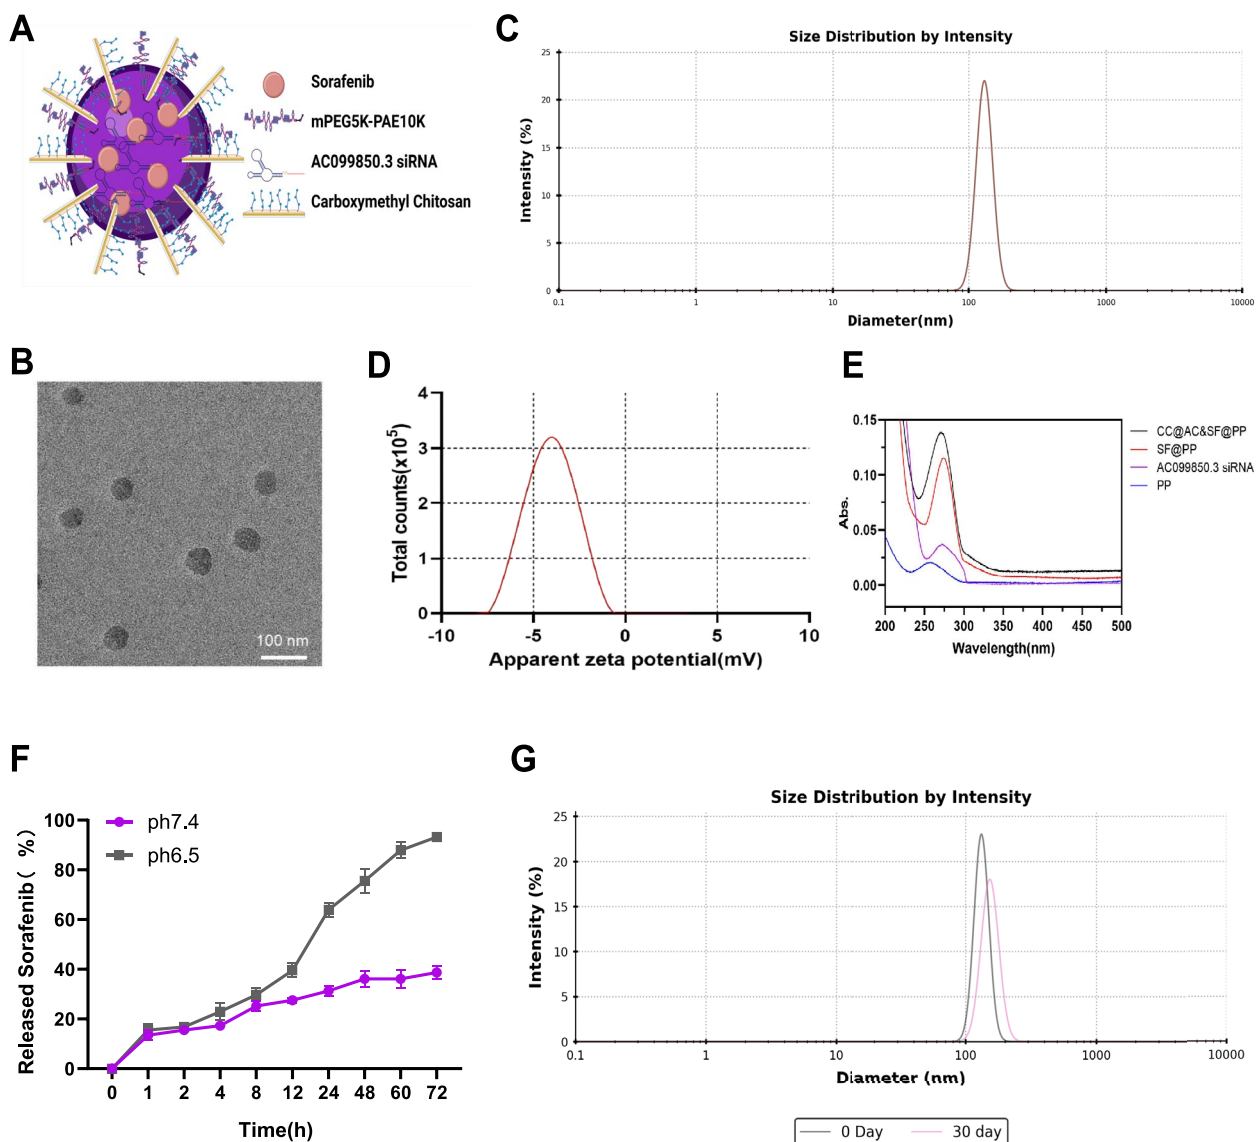 A
Sorafenib
mPEG5K-PAE10K
AC099850.3 siRNA
Carboxymethyl Chitosan
B
100 nm
C
Size Distribution by Intensity
Intensity (%)
25
20
15
10
5
0
0.1 1 10 100 1000 10000
Diameter(nm)
D
Total counts(x10⁵)
4
3
2
1
0
-10 -5 0 5 10
Apparent zeta potential(mV)
E
Abs.
0.15
0.10
0.05
0.00
200 250 300 350 400 450 500
Wavelength(nm)
CC@AC&SF@PP
SF@PP
AC099850.3 siRNA
PP
F
Released Sorafenib( %)
100
80
60
40
20
0
ph7.4
ph6.5
0 1 2 4 8 12 24 48 60 72
Time(h)
G
Size Distribution by Intensity
Intensity (%)
25
20
15
10
5
0
0.1 1 10 100 1000 10000
Diameter (nm)
0 Day 30 day